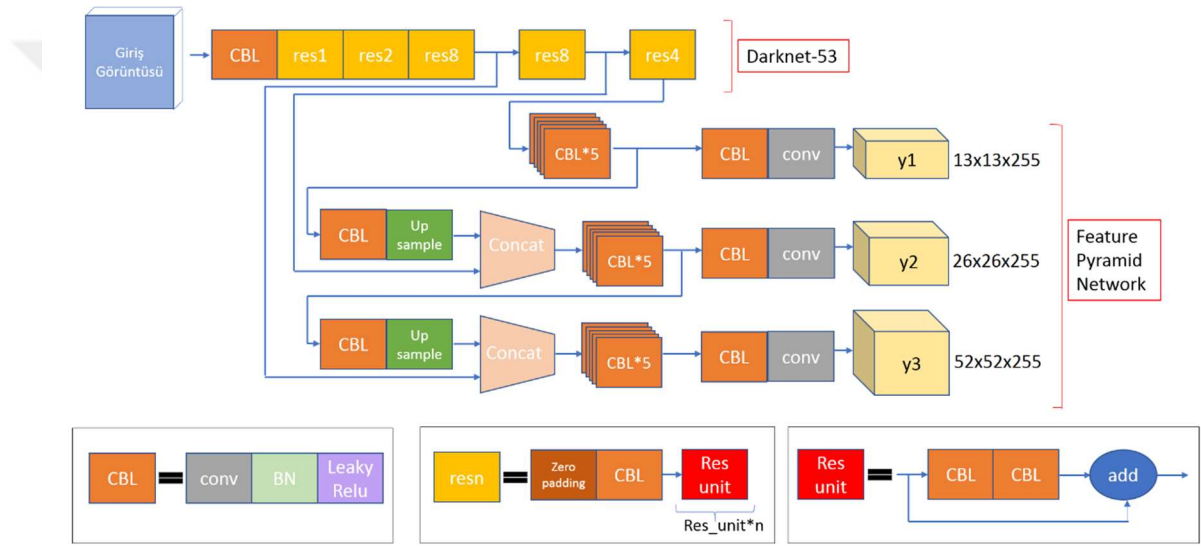 Giriş
Görüntüsü
CBL
res1
res2
res8
res8
res4
Darknet-53
CBL*5
CBL
conv
y1
13x13x255
CBL
Up
sample
Concat
CBL*5
CBL
conv
y2
26x26x255
Feature
Pyramid
Network
CBL
Up
sample
Concat
CBL*5
CBL
conv
y3
52x52x255
CBL
=
conv
BN
Leaky
Relu
resn
=
Zero
padding
CBL
Res
unit
Res_unit*n
Res
unit
=
CBL
CBL
add